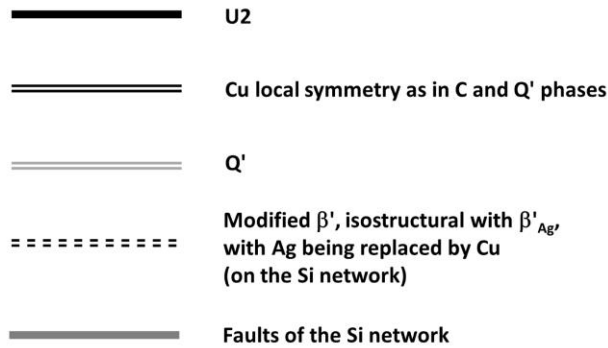 U2
Cu local symmetry as in C and Q' phases
Q'
Modified β', isostructural with β'Ag,
with Ag being replaced by Cu
(on the Si network)
Faults of the Si network